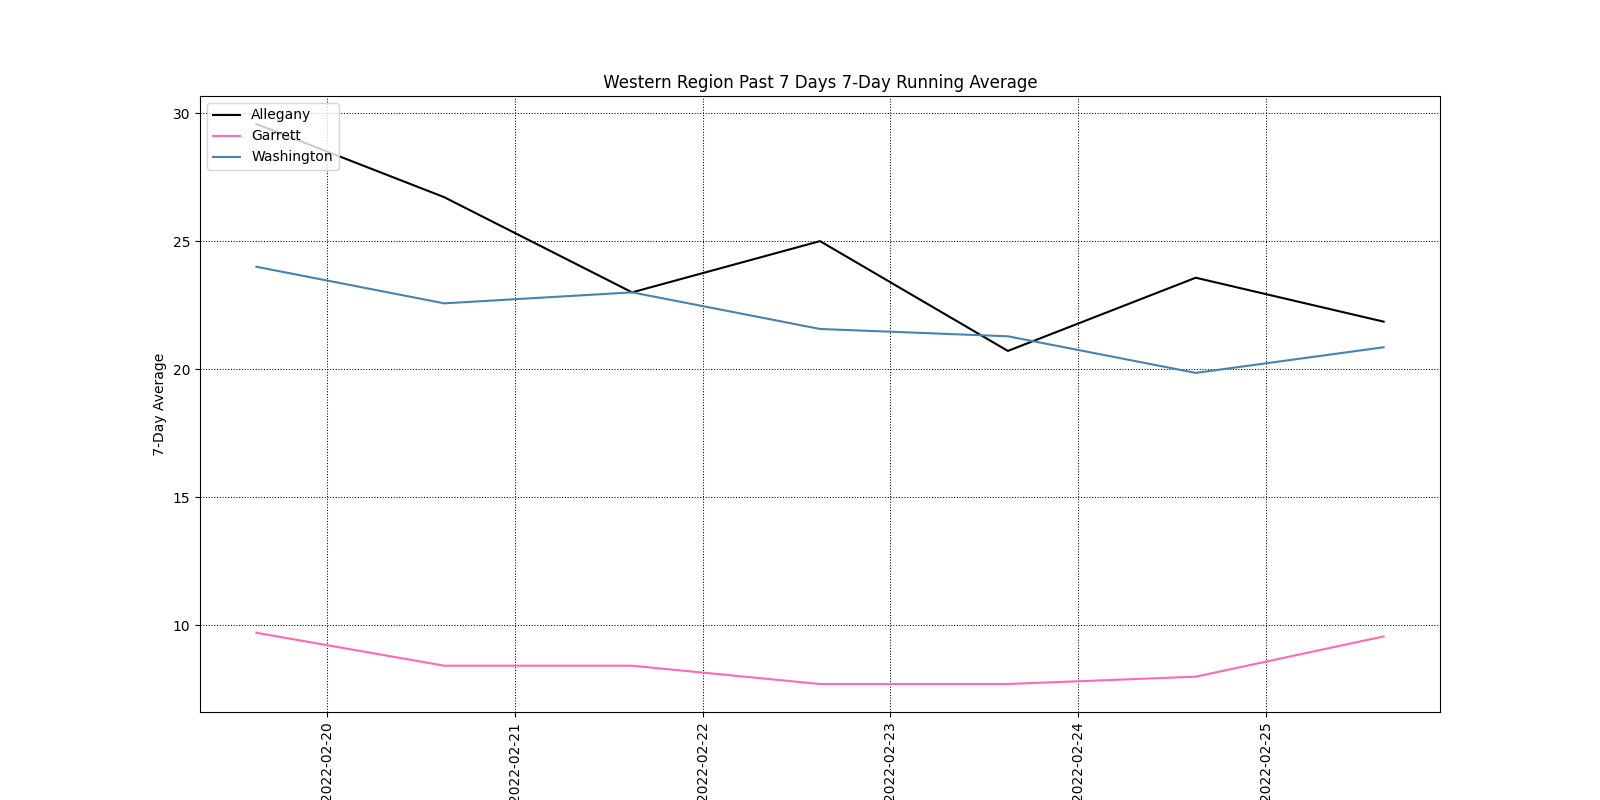 Western Region Past 7 Days 7-Day Running Average
Allegany
Garrett
Washington
30
25
20
15
10
7-Day Average
2022-02-20
2022-02-21
2022-02-22
2022-02-23
2022-02-24
2022-02-25